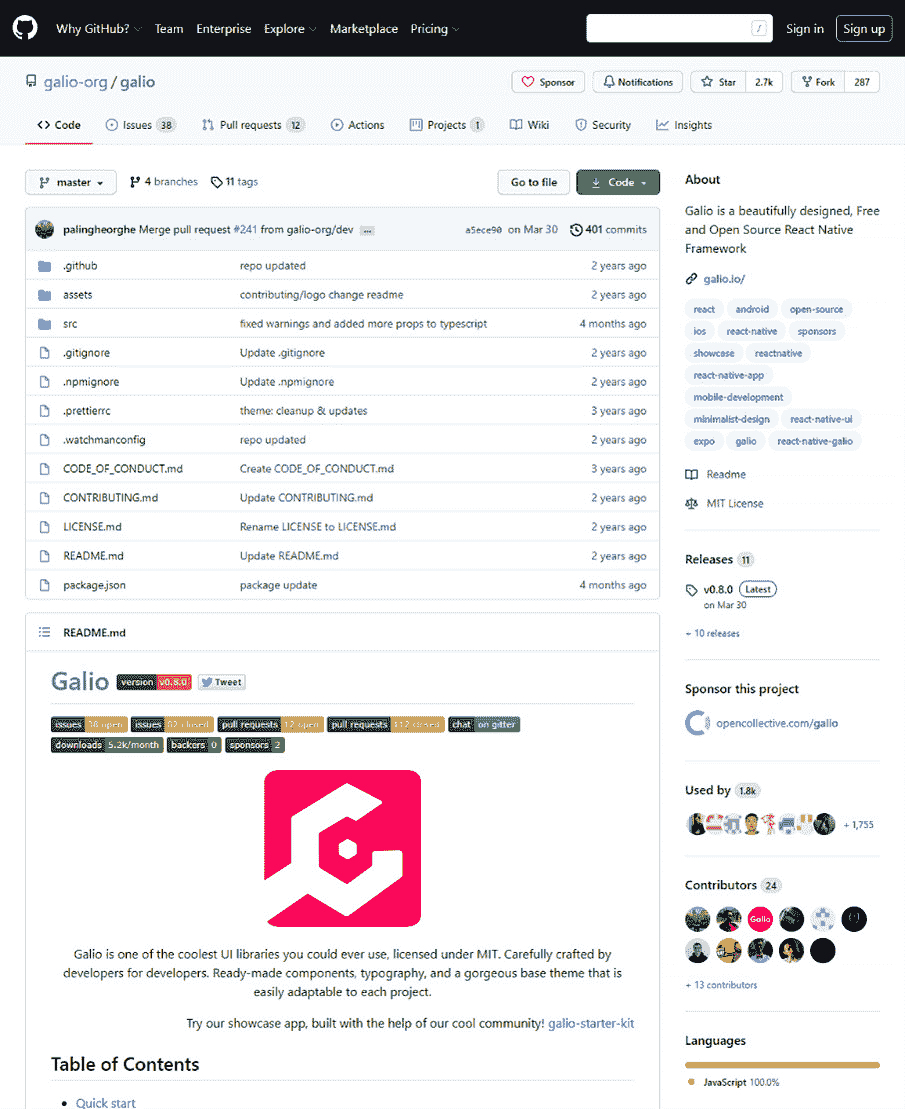 Why GitHub? Team Enterprise Explore Marketplace Pricing / Sign in Sign up
galio-org / galio Sponsor Notifications Star 2.7k Fork 287
Code Issues 38 Pull requests 12 Actions Projects 1 Wiki Security Insights
master 4 branches 11 tags Go to file Code
palingheorghe Merge pull request #241 from galio-org/dev ... a5ece90 on Mar 30 401 commits
.github repo updated 2 years ago
assets contributing/logo change readme 2 years ago
src fixed warnings and added more props to typescript 4 months ago
.gitignore Update .gitignore 2 years ago
.npmignore Update .npmignore 2 years ago
.prettierrc theme: cleanup & updates 3 years ago
.watchmanconfig repo updated 2 years ago
CODE_OF_CONDUCT.md Create CODE_OF_CONDUCT.md 3 years ago
CONTRIBUTING.md Update CONTRIBUTING.md 2 years ago
LICENSE.md Rename LICENSE to LICENSE.md 2 years ago
README.md Update README.md 2 years ago
package.json package update 4 months ago
README.md
Galio version v0.8.0 Tweet
issues 38 open issues 82 closed pull requests 12 open pull requests 112 closed chat on gitter
downloads 5.2k/month backers 0 sponsors 2
Galio is one of the coolest UI libraries you could ever use, licensed under MIT. Carefully crafted by
developers for developers. Ready-made components, typography, and a gorgeous base theme that is
easily adaptable to each project.
Try our showcase app, built with the help of our cool community! galio-starter-kit
Table of Contents
Quick start
About
Galio is a beautifully designed, Free
and Open Source React Native
Framework
galio.io/
react android open-source
ios react-native sponsors
showcase reactnative
react-native-app
mobile-development
minimalist-design react-native-ui
expo galio react-native-galio
Readme
MIT License
Releases 11
v0.8.0 Latest
on Mar 30
+ 10 releases
Sponsor this project
opencollective.com/galio
Used by 1.8k
+ 1,755
Contributors 24
Galio
+ 13 contributors
Languages
JavaScript 100.0%